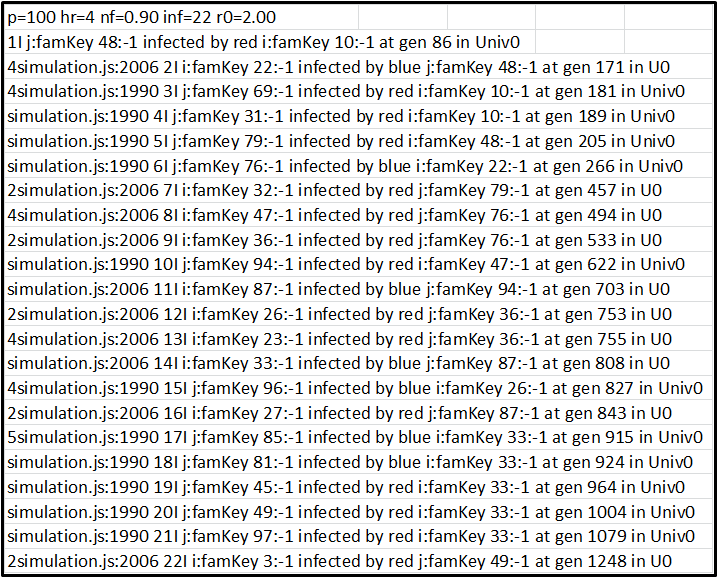 p=100 hr=4 nf=0.90 inf=22 r0=2.00
1I j:famKey 48:-1 infected by red i:famKey 10:-1 at gen 86 in Univ0
4simulation.js:2006 2I i:famKey 22:-1 infected by blue j:famKey 48:-1 at gen 171 in U0
4simulation.js:1990 3I j:famKey 69:-1 infected by red i:famKey 10:-1 at gen 181 in Univ0
simulation.js:1990 4I j:famKey 31:-1 infected by red i:famKey 10:-1 at gen 189 in Univ0
simulation.js:1990 5I j:famKey 79:-1 infected by red i:famKey 48:-1 at gen 205 in Univ0
simulation.js:1990 6I j:famKey 76:-1 infected by blue i:famKey 22:-1 at gen 266 in Univ0
2simulation.js:2006 7I i:famKey 32:-1 infected by red j:famKey 79:-1 at gen 457 in U0
4simulation.js:2006 8I i:famKey 47:-1 infected by red j:famKey 76:-1 at gen 494 in U0
2simulation.js:2006 9I i:famKey 36:-1 infected by red j:famKey 76:-1 at gen 533 in U0
simulation.js:1990 10I j:famKey 94:-1 infected by red i:famKey 47:-1 at gen 622 in Univ0
simulation.js:2006 11I i:famKey 87:-1 infected by blue j:famKey 94:-1 at gen 703 in U0
2simulation.js:2006 12I i:famKey 26:-1 infected by red j:famKey 36:-1 at gen 753 in U0
4simulation.js:2006 13I i:famKey 23:-1 infected by red j:famKey 36:-1 at gen 755 in U0
simulation.js:2006 14I i:famKey 33:-1 infected by blue j:famKey 87:-1 at gen 808 in U0
4simulation.js:1990 15I j:famKey 96:-1 infected by blue i:famKey 26:-1 at gen 827 in Univ0
2simulation.js:2006 16I i:famKey 27:-1 infected by red j:famKey 87:-1 at gen 843 in U0
5simulation.js:1990 17I j:famKey 85:-1 infected by blue i:famKey 33:-1 at gen 915 in Univ0
simulation.js:1990 18I j:famKey 81:-1 infected by blue i:famKey 33:-1 at gen 924 in Univ0
simulation.js:1990 19I j:famKey 45:-1 infected by red i:famKey 33:-1 at gen 964 in Univ0
simulation.js:1990 20I j:famKey 49:-1 infected by red i:famKey 33:-1 at gen 1004 in Univ0
simulation.js:1990 21I j:famKey 97:-1 infected by red i:famKey 33:-1 at gen 1079 in Univ0
2simulation.js:2006 22I i:famKey 3:-1 infected by red j:famKey 49:-1 at gen 1248 in U0